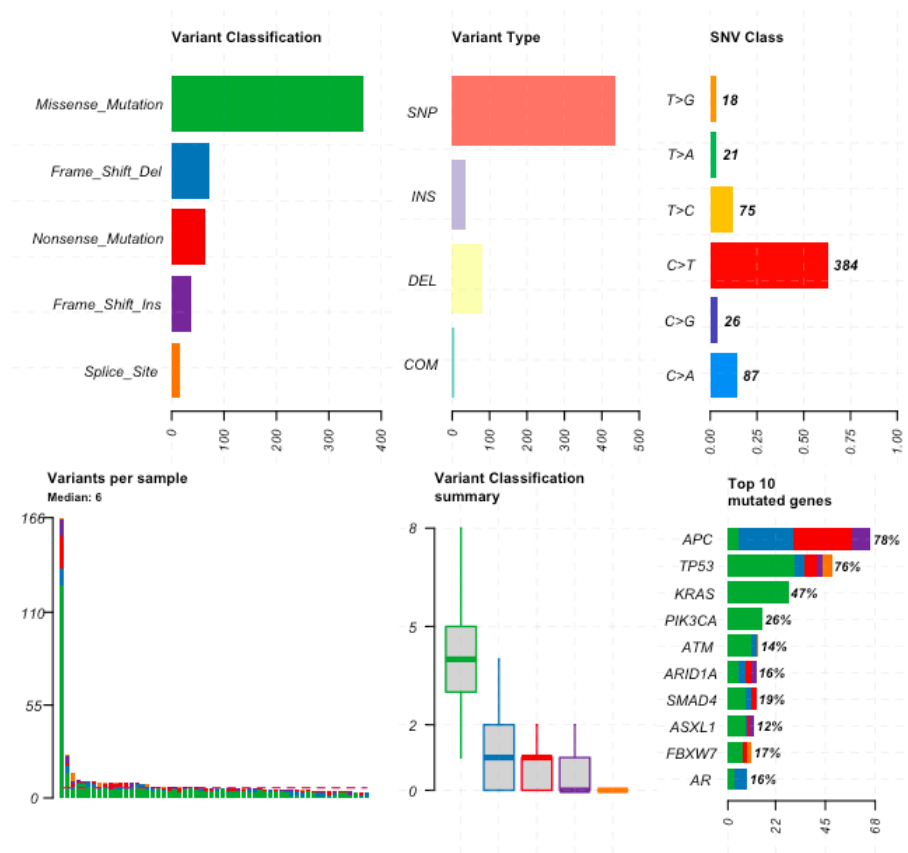 Variant Classification
Missense_Mutation
Frame_Shift_Del
Nonsense_Mutation
Frame_Shift_Ins
Splice_Site
0
100
200
300
400
Variant Type
SNP
INS
DEL
COM
0
100
200
300
400
500
SNV Class
T>G 18
T>A 21
T>C 75
C>T 384
C>G 26
C>A 87
0.00
0.25
0.50
0.75
1.00
Variants per sample
Median: 6
166
110
55
0
Variant Classification
summary
8
5
2
0
Top 10
mutated genes
APC 78%
TP53 76%
KRAS 47%
PIK3CA 26%
ATM 14%
ARID1A 16%
SMAD4 19%
ASXL1 12%
FBXW7 17%
AR 16%
0
22
45
68